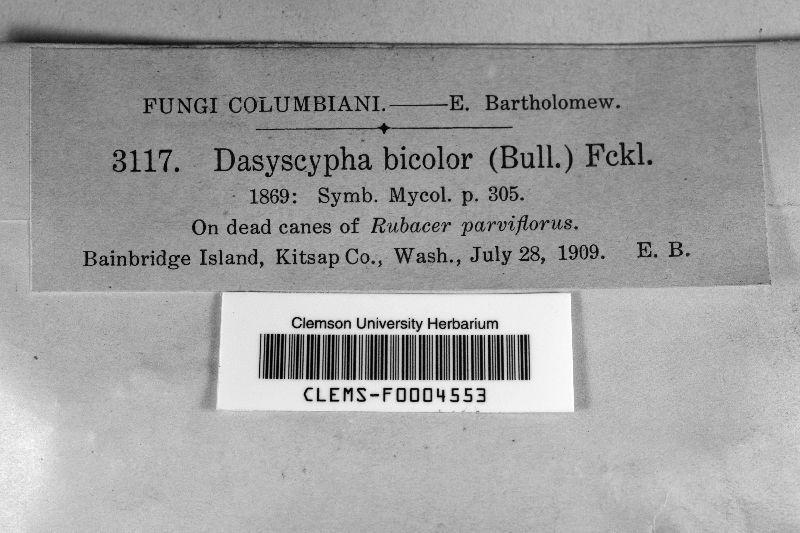 FUNGI COLUMBIANI.——E. Bartholomew.
3117. Dasyscypha bicolor (Bull.) Fckl.
1869: Symb. Mycol. p. 305.
On dead canes of Rubacer parviflorus.
Bainbridge Island, Kitsap Co., Wash., July 28, 1909. E. B.
Clemson University Herbarium
CLEMS-F0004553